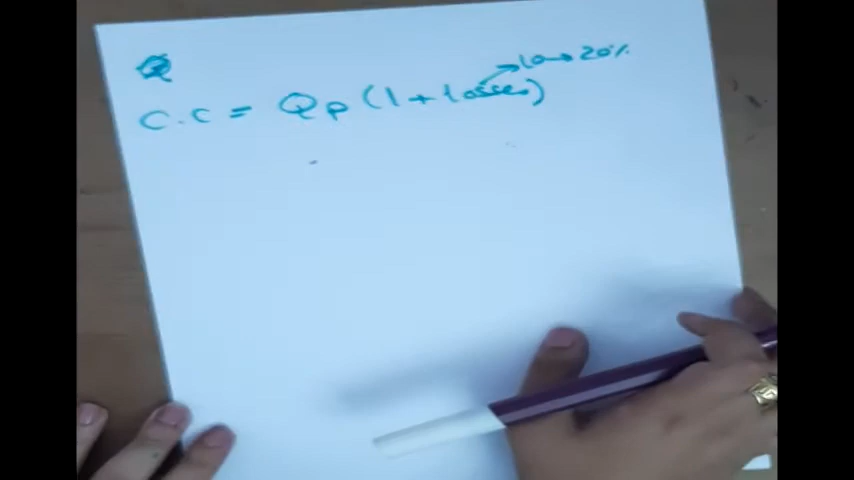 Q
10 → 20%
C.C = Qp (1 + losses)